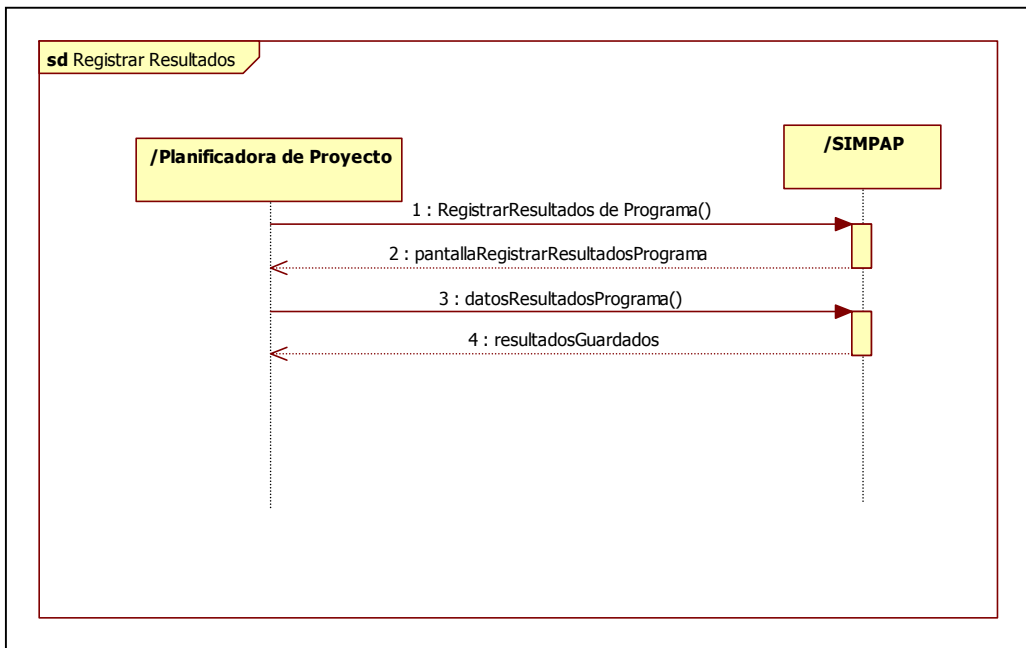 sd Registrar Resultados
/Planificadora de Proyecto
/SIMPAP
1 : RegistrarResultados de Programa()
2 : pantallaRegistrarResultadosPrograma
3 : datosResultadosPrograma()
4 : resultadosGuardados